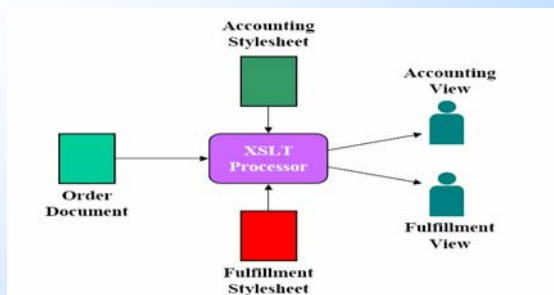 Accounting
Stylesheet
Accounting
View
XSLT
Processor
Order
Document
Fulfillment
View
Fulfillment
Stylesheet